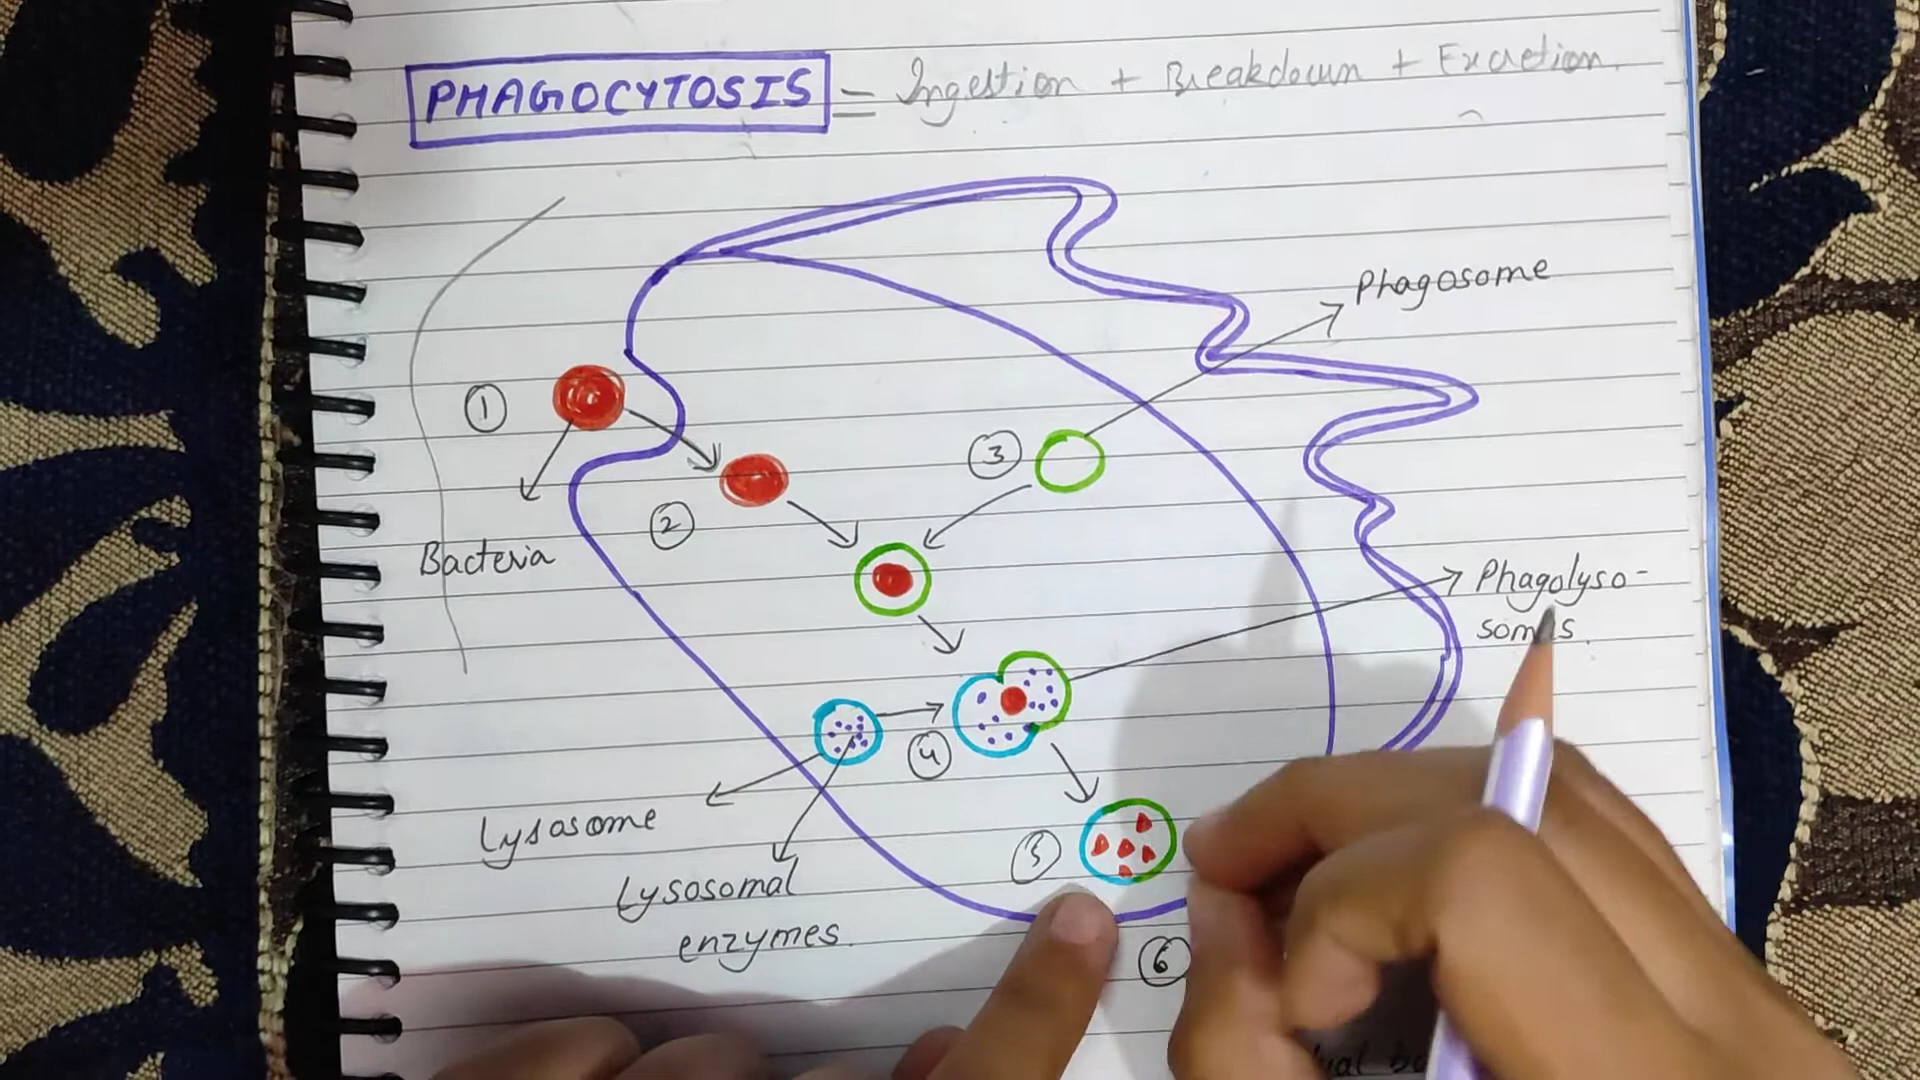 PHAGOCYTOSIS = Ingestion + Breakdown + Excretion.
Phagosome
1
3
2
Bacteria
Phagolyso-
somes.
4
Lysosome
5
Lysosomal
enzymes.
6